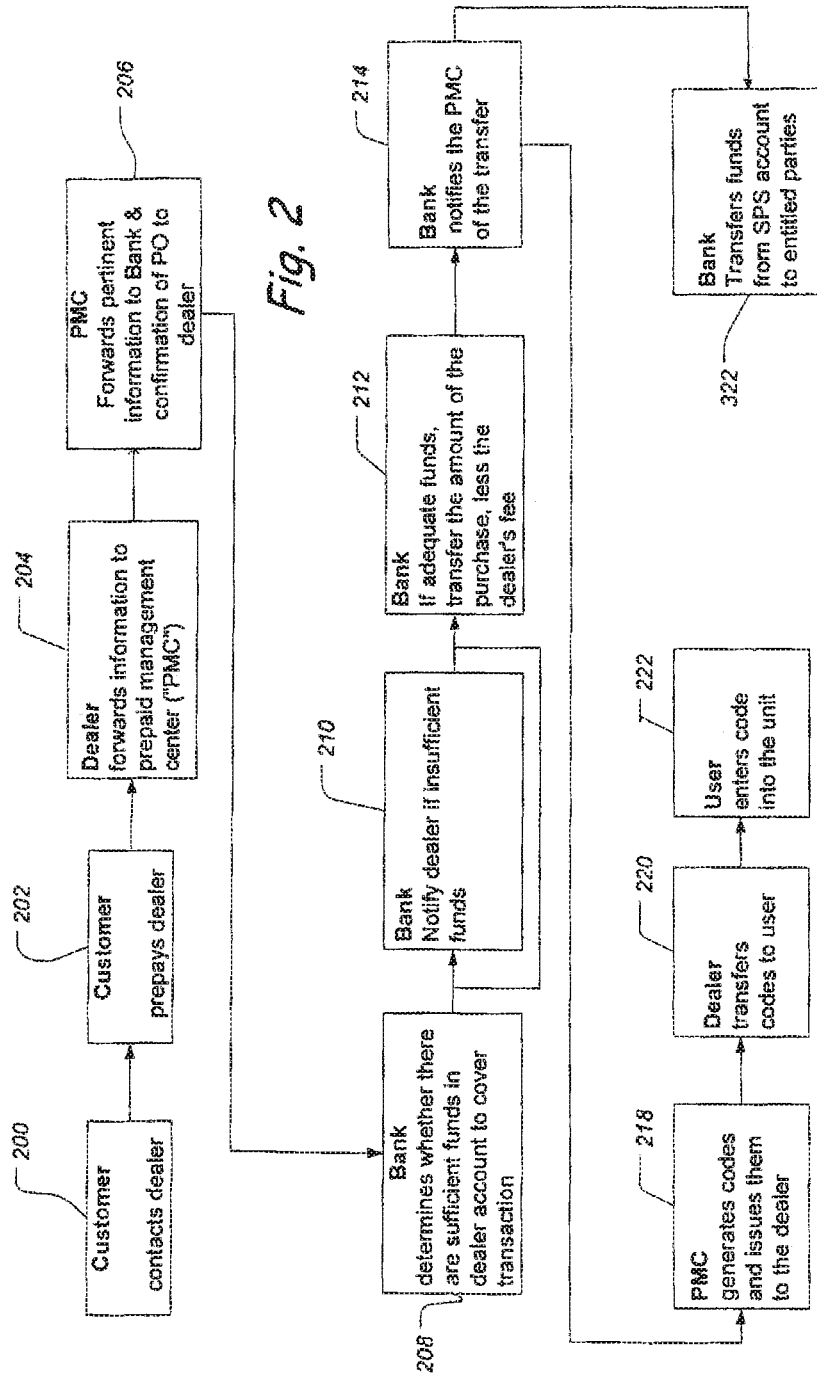 200
Customer
contacts dealer
202
Customer
prepays dealer
204
Dealer
forwards information to
prepaid management
center ("PMC")
206
PMC
Forwards pertinent
information to Bank &
confirmation of PO to
dealer
Fig. 2
208
Bank
determines whether there
are sufficient funds in
dealer account to cover
transaction
210
Bank
Notify dealer if insufficient
funds
212
Bank
If adequate funds,
transfer the amount of the
purchase, less the
dealer's fee
214
Bank
notifies the PMC
of the transfer
218
PMC
generates codes
and issues them
to the dealer
220
Dealer
transfers
codes to user
222
User
enters code
into the unit
322
Bank
Transfers funds
from SPS account
to entitled parties